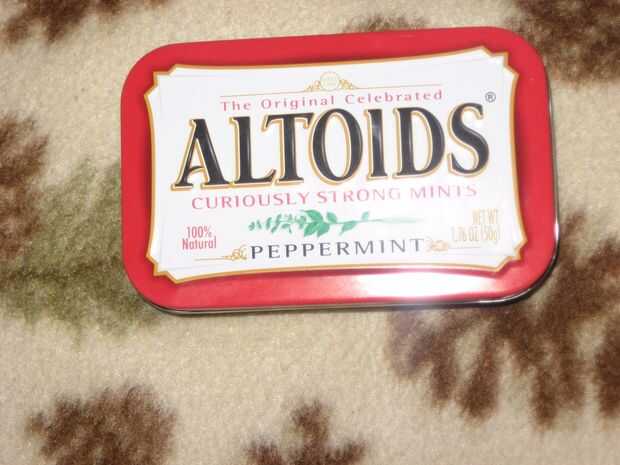 The Original Celebrated
ALTOIDS®
CURIOUSLY STRONG MINTS
100%
Natural
NET WT
1.76 OZ (50g)
PEPPERMINT